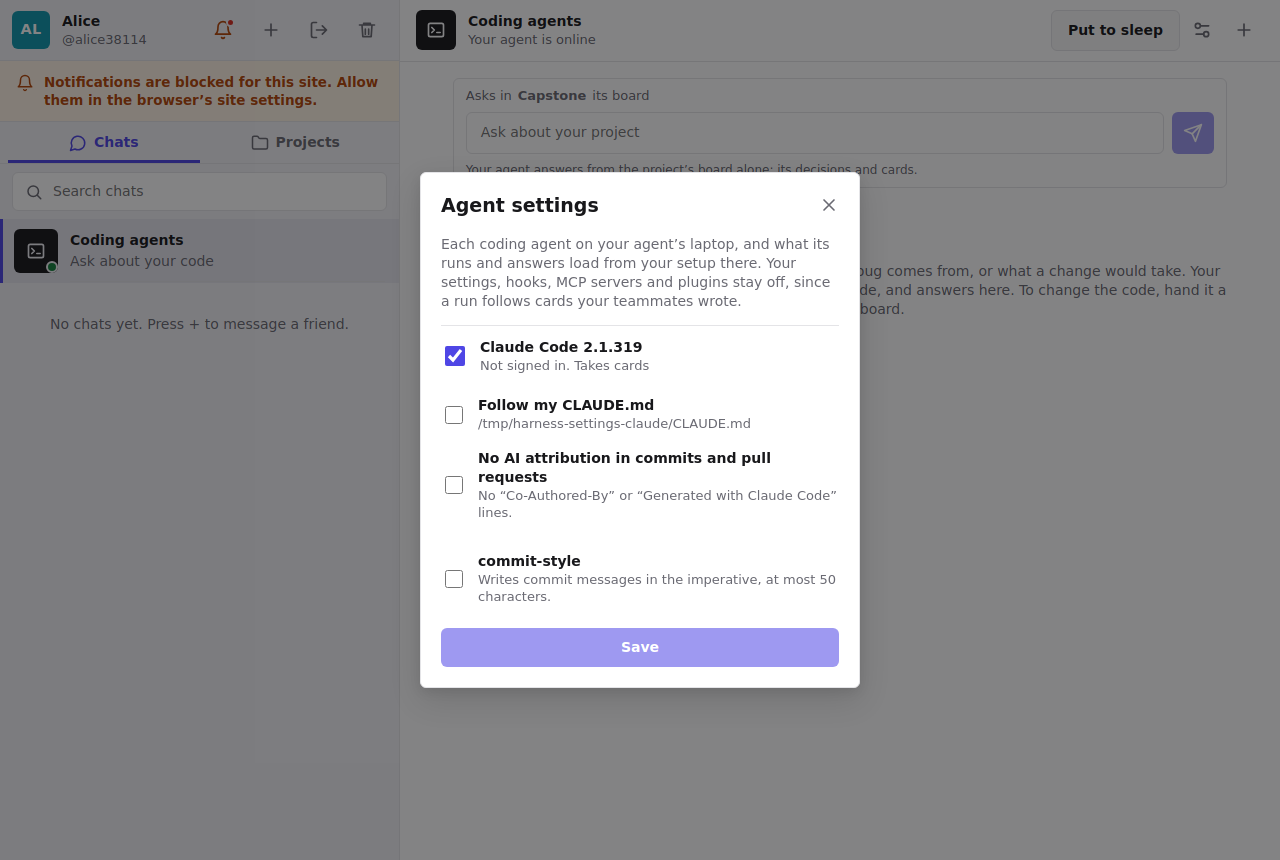 AL
Alice
@alice38114
Notifications are blocked for this site. Allow
them in the browser’s site settings.
Chats
Projects
Search chats
Coding agents
Ask about your code
No chats yet. Press + to message a friend.
Coding agents
Your agent is online
Put to sleep
Asks in Capstone its board
Ask about your project
Your agent answers from the project’s board alone: its decisions and cards.
bug comes from, or what a change would take. Your
de, and answers here. To change the code, hand it a
board.
Agent settings
Each coding agent on your agent’s laptop, and what its
runs and answers load from your setup there. Your
settings, hooks, MCP servers and plugins stay off, since
a run follows cards your teammates wrote.
Claude Code 2.1.319
Not signed in. Takes cards
Follow my CLAUDE.md
/tmp/harness-settings-claude/CLAUDE.md
No AI attribution in commits and pull
requests
No “Co-Authored-By” or “Generated with Claude Code”
lines.
commit-style
Writes commit messages in the imperative, at most 50
characters.
Save